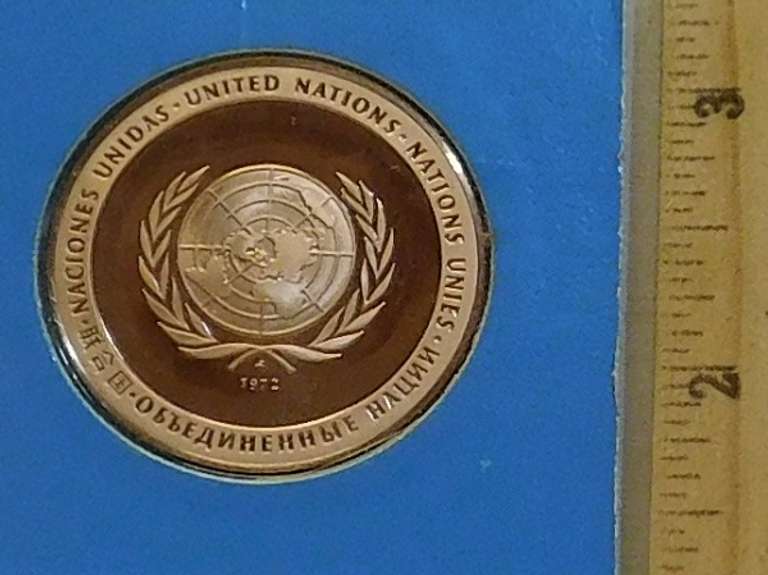 UNITED NATIONS · NATIONS UNIES · ОБЪЕДИНЕННЫЕ НАЦИИ · 联合国 · NACIONES UNIDAS ·
1972
3
2